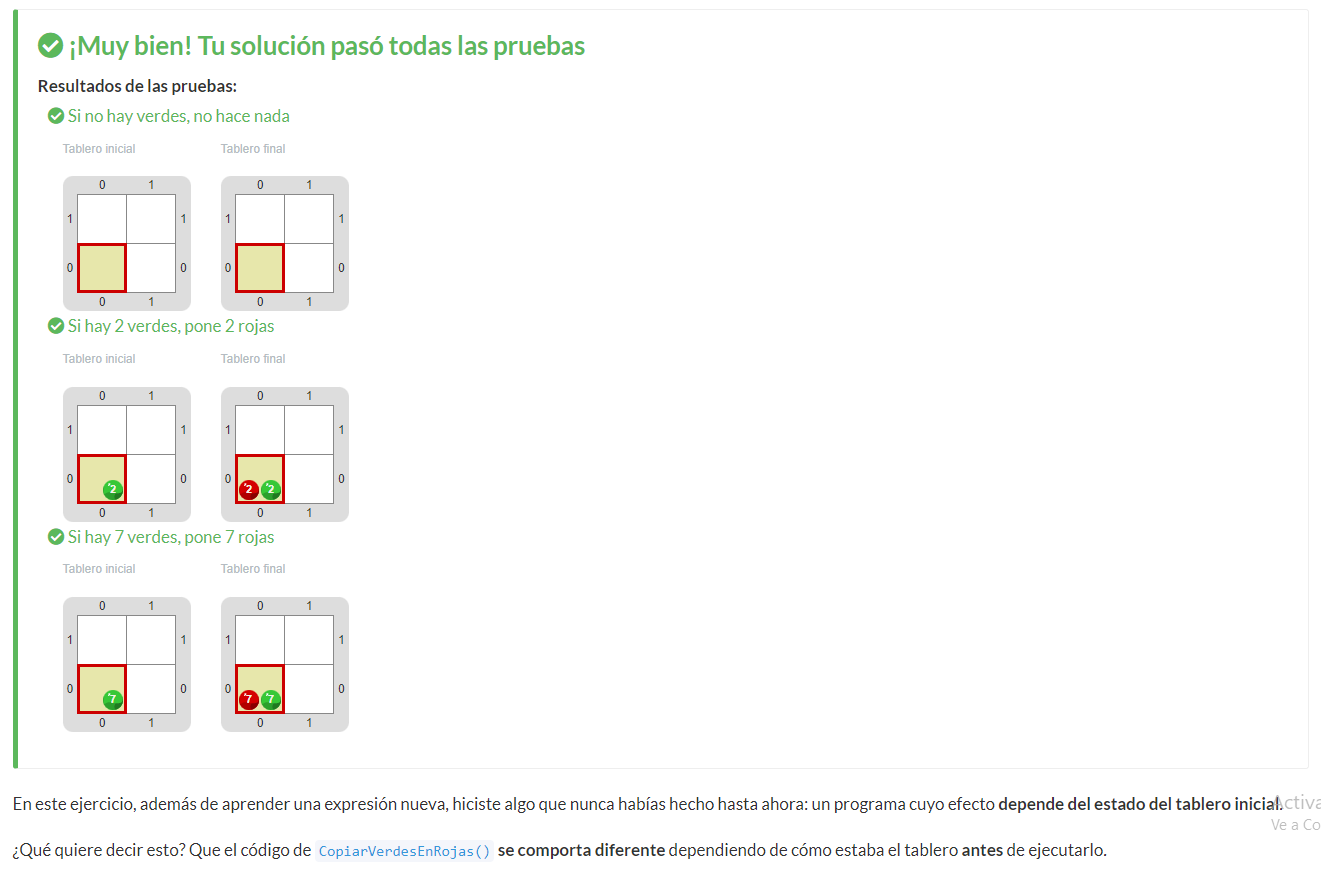 ¡Muy bien! Tu solución pasó todas las pruebas
Resultados de las pruebas:
Si no hay verdes, no hace nada
Tablero inicial Tablero final
0 1 0 1
1 1 1 1
0 0 0 0
0 1 0 1
Si hay 2 verdes, pone 2 rojas
Tablero inicial Tablero final
0 1 0 1
1 1 1 1
0 2 0 0 2 2 0
0 1 0 1
Si hay 7 verdes, pone 7 rojas
Tablero inicial Tablero final
0 1 0 1
1 1 1 1
0 7 0 0 7 7 0
0 1 0 1
En este ejercicio, además de aprender una expresión nueva, hiciste algo que nunca habías hecho hasta ahora: un programa cuyo efecto depende del estado del tablero inicial.
Activa
Ve a Co
¿Qué quiere decir esto? Que el código de CopiarVerdesEnRojas() se comporta diferente dependiendo de cómo estaba el tablero antes de ejecutarlo.